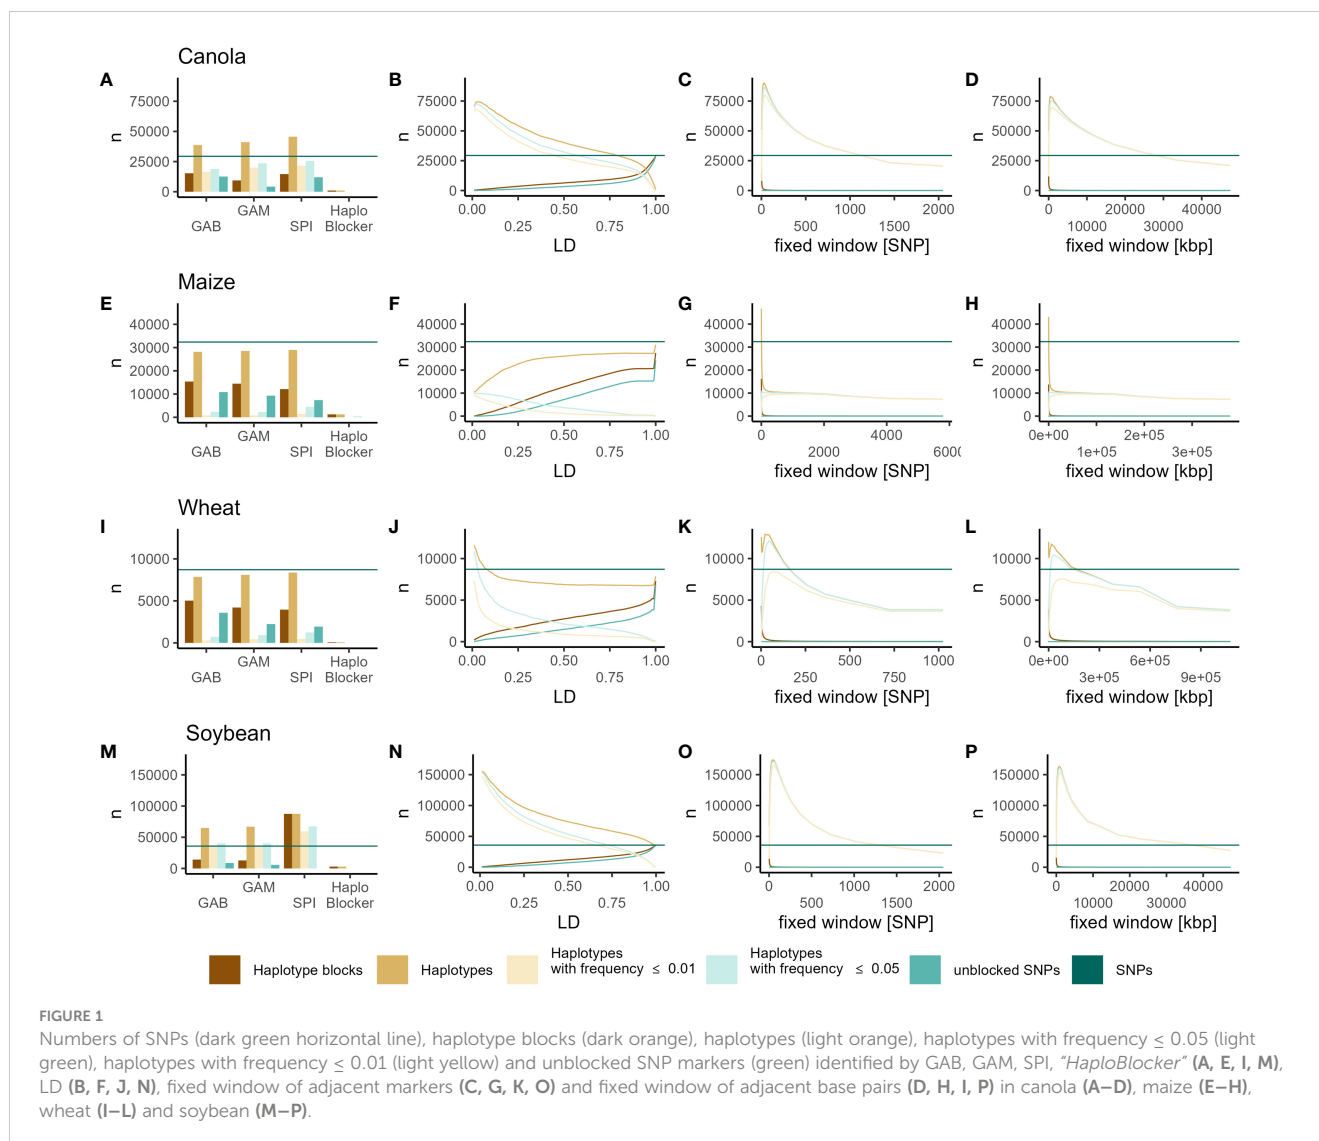 Canola
A
B
C
D
n
75000
50000
25000
0
GAB
GAM
SPI
Haplo
Blocker
n
75000
50000
25000
0
0.00
0.25
0.50
0.75
1.00
LD
n
75000
50000
25000
0
0
500
1000
1500
2000
fixed window [SNP]
n
75000
50000
25000
0
0
10000
20000
30000
40000
fixed window [kbp]
Maize
E
F
G
H
n
40000
30000
20000
10000
0
GAB
GAM
SPI
Haplo
Blocker
n
40000
30000
20000
10000
0
0.00
0.25
0.50
0.75
1.00
LD
n
40000
30000
20000
10000
0
0
2000
4000
6000
fixed window [SNP]
n
40000
30000
20000
10000
0
0e+00
1e+05
2e+05
3e+05
fixed window [kbp]
Wheat
I
J
K
L
n
10000
5000
0
GAB
GAM
SPI
Haplo
Blocker
n
10000
5000
0
0.00
0.25
0.50
0.75
1.00
LD
n
10000
5000
0
0
250
500
750
1000
fixed window [SNP]
n
10000
5000
0
0e+00
3e+05
6e+05
9e+05
fixed window [kbp]
Soybean
M
N
O
P
n
150000
100000
50000
0
GAB
GAM
SPI
Haplo
Blocker
n
150000
100000
50000
0
0.00
0.25
0.50
0.75
1.00
LD
n
150000
100000
50000
0
0
500
1000
1500
2000
fixed window [SNP]
n
150000
100000
50000
0
0
10000
20000
30000
40000
fixed window [kbp]
Haplotype blocks
Haplotypes
Haplotypes
with frequency ≤ 0.01
Haplotypes
with frequency ≤ 0.05
unblocked SNPs
SNPs
FIGURE 1
Numbers of SNPs (dark green horizontal line), haplotype blocks (dark orange), haplotypes (light orange), haplotypes with frequency ≤ 0.05 (light
green), haplotypes with frequency ≤ 0.01 (light yellow) and unblocked SNP markers (green) identified by GAB, GAM, SPI, "HaploBlocker" (A, E, I, M),
LD (B, F, J, N), fixed window of adjacent markers (C, G, K, O) and fixed window of adjacent base pairs (D, H, I, P) in canola (A–D), maize (E–H),
wheat (I–L) and soybean (M–P).